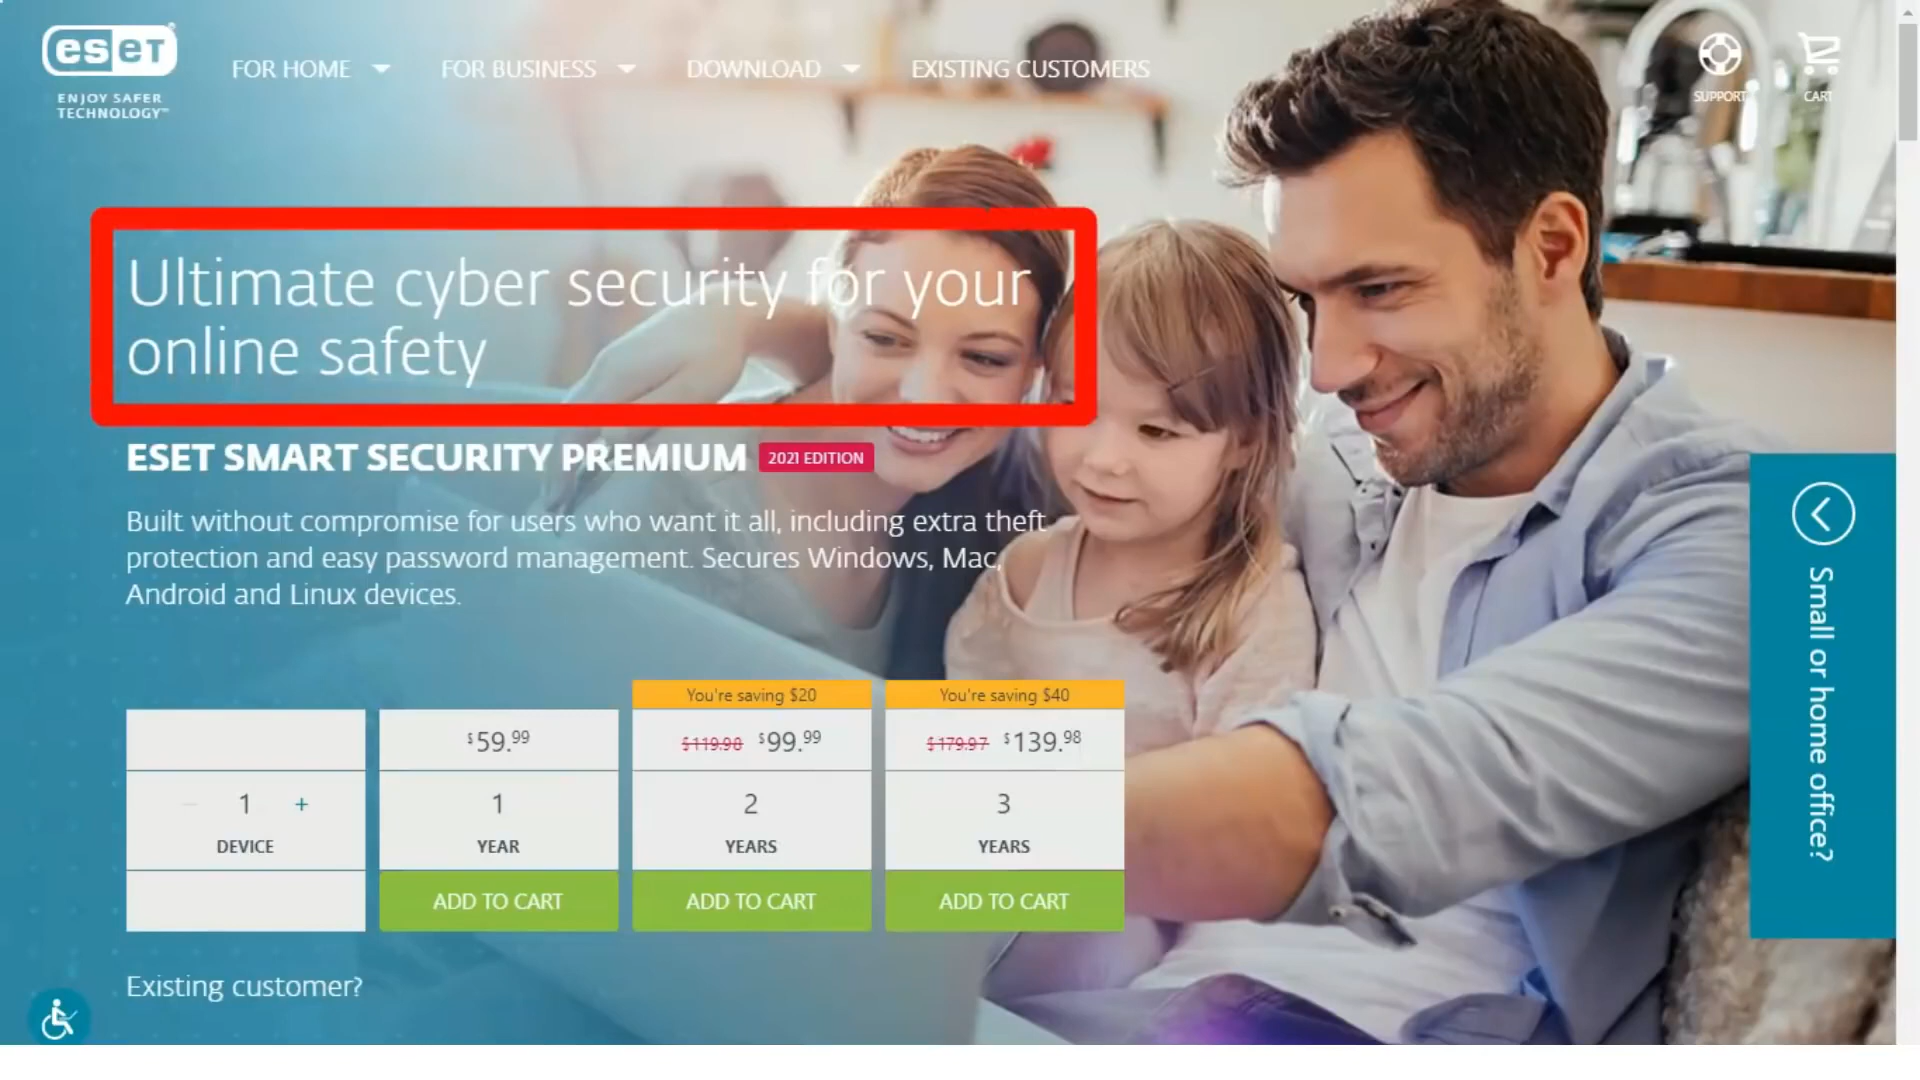 eset
ENJOY SAFER
TECHNOLOGY™
FOR HOME
FOR BUSINESS
DOWNLOAD
EXISTING CUSTOMERS
SUPPORT
CART
Ultimate cyber security for your
online safety
ESET SMART SECURITY PREMIUM 2021 EDITION
Built without compromise for users who want it all, including extra theft
protection and easy password management. Secures Windows, Mac,
Android and Linux devices.
You're saving $20
You're saving $40
$59.99
$119.98 $99.99
$179.97 $139.98
− 1 +
1
2
3
DEVICE
YEAR
YEARS
YEARS
ADD TO CART
ADD TO CART
ADD TO CART
Small or home office?
Existing customer?